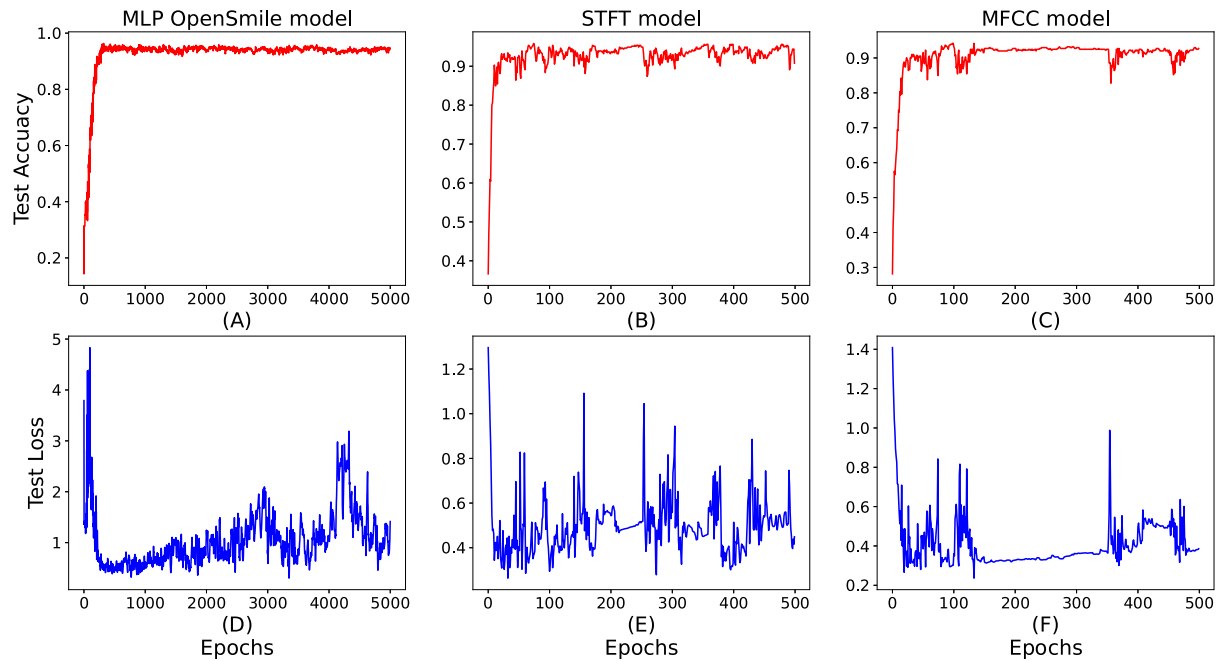 MLP OpenSmile model
STFT model
MFCC model
Test Accuacy
1.0
0.8
0.6
0.4
0.2
0 1000 2000 3000 4000 5000
(A)
0.9
0.8
0.7
0.6
0.5
0.4
0 100 200 300 400 500
(B)
0.9
0.8
0.7
0.6
0.5
0.4
0.3
0 100 200 300 400 500
(C)
Test Loss
5
4
3
2
1
0 1000 2000 3000 4000 5000
(D)
Epochs
1.2
1.0
0.8
0.6
0.4
0 100 200 300 400 500
(E)
Epochs
1.4
1.2
1.0
0.8
0.6
0.4
0.2
0 100 200 300 400 500
(F)
Epochs